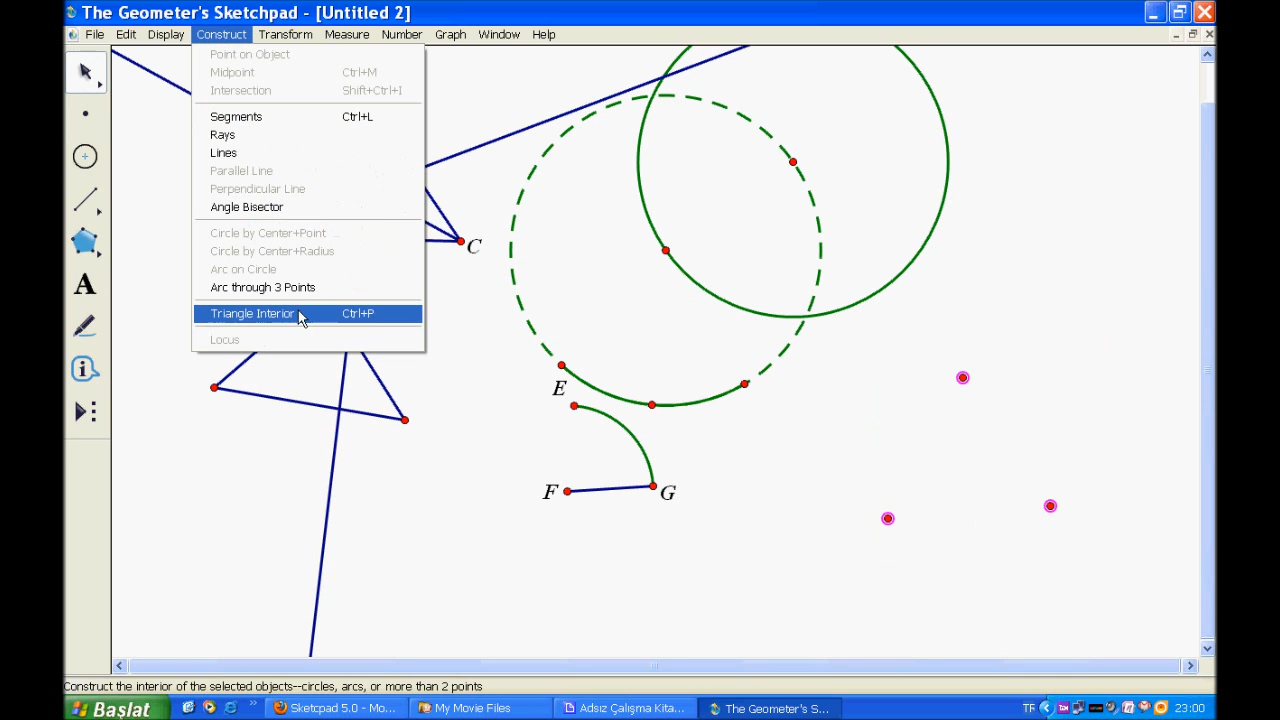 The Geometer's Sketchpad - [Untitled 2]
File Edit Display Construct Transform Measure Number Graph Window Help
Point on Object
Midpoint Ctrl+M
Intersection Shift+Ctrl+I
Segments Ctrl+L
Rays
Lines
Parallel Line
Perpendicular Line
Angle Bisector
Circle by Center+Point
Circle by Center+Radius
Arc on Circle
Arc through 3 Points
Triangle Interior Ctrl+P
Locus
A
C
E
F
G
Construct the interior of the selected objects--circles, arcs, or more than 2 points
Başlat
Sketcpad 5.0 - Mo...
My Movie Files
Adsız Çalışma Kita...
The Geometer's S...
TR
23:00